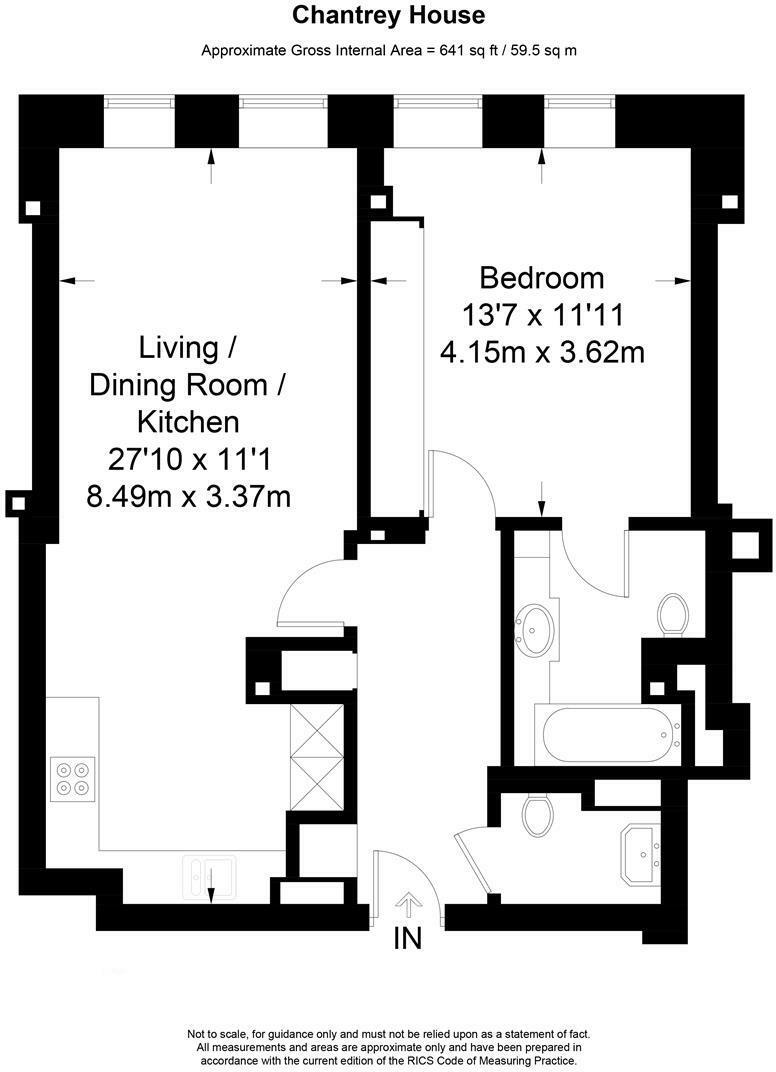 Chantrey House
Approximate Gross Internal Area = 641 sq ft / 59.5 sq m
Living /
Dining Room /
Kitchen
27'10 x 11'1
8.49m x 3.37m
Bedroom
13'7 x 11'11
4.15m x 3.62m
IN
Not to scale, for guidance only and must not be relied upon as a statement of fact.
All measurements and areas are approximate only and have been prepared in
accordance with the current edition of the RICS Code of Measuring Practice.